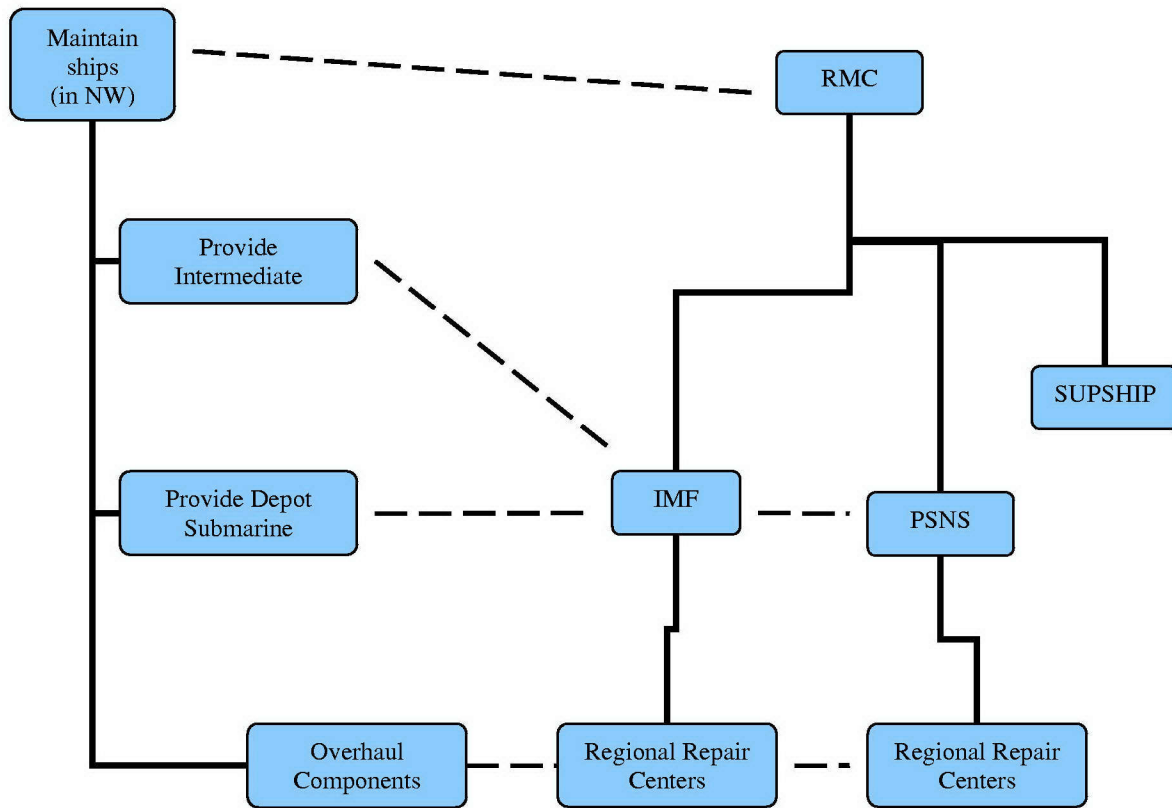 Maintain
ships
(in NW)
RMC
Provide
Intermediate
SUPSHIP
Provide Depot
Submarine
IMF
PSNS
Overhaul
Components
Regional Repair
Centers
Regional Repair
Centers